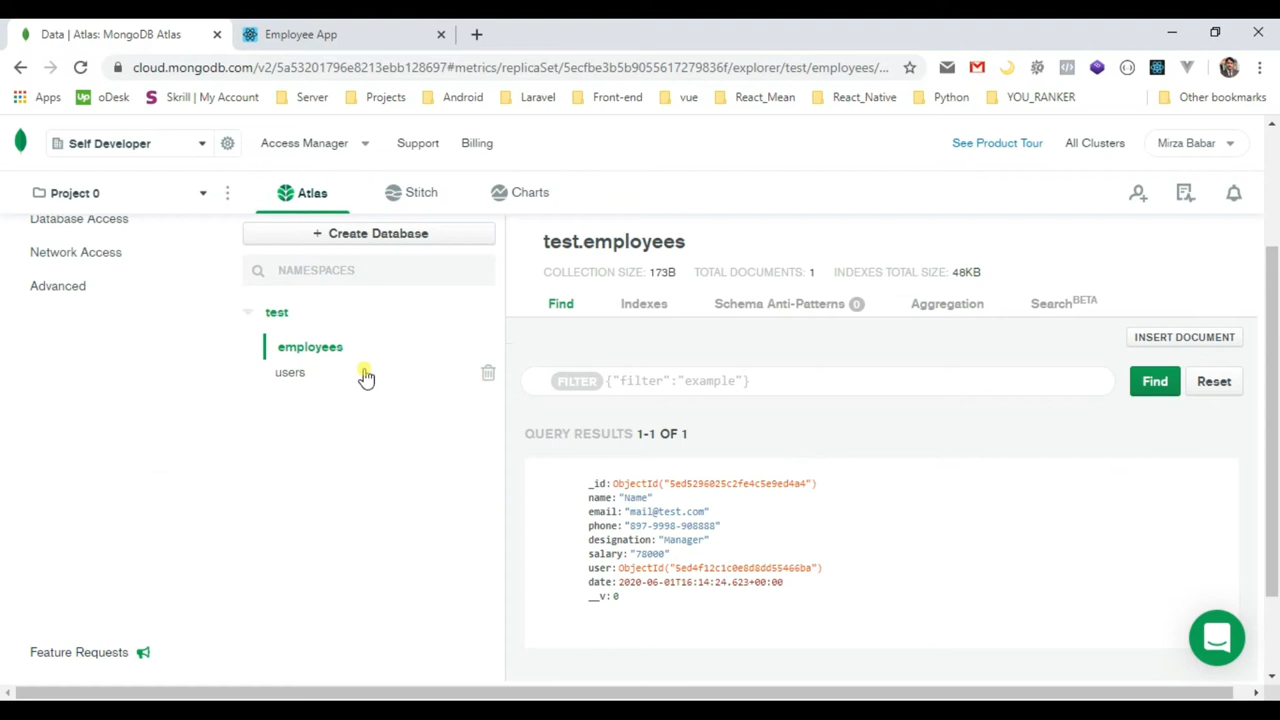 Data | Atlas: MongoDB Atlas
Employee App
cloud.mongodb.com/v2/5a53201796e8213ebb128697#metrics/replicaSet/5ecfbe3b5b9055617279836f/explorer/test/employees/...
Apps
Up oDesk
S Skrill | My Account
Server
Projects
Android
Laravel
Front-end
vue
React_Mean
React_Native
Python
YOU_RANKER
Other bookmarks
Self Developer
Access Manager
Support
Billing
See Product Tour
All Clusters
Mirza Babar
Project 0
Atlas
Stitch
Charts
Database Access
Network Access
Advanced
Feature Requests
+ Create Database
NAMESPACES
test
employees
users
test.employees
COLLECTION SIZE: 173B TOTAL DOCUMENTS: 1 INDEXES TOTAL SIZE: 48KB
Find
Indexes
Schema Anti-Patterns 0
Aggregation
Search BETA
INSERT DOCUMENT
FILTER {"filter":"example"}
Find
Reset
QUERY RESULTS 1-1 OF 1
_id: ObjectId("5ed5296025c2fe4c5e9ed4a4")
name: "Name"
email: "mail@test.com"
phone: "897-9998-908888"
designation: "Manager"
salary: "78000"
user: ObjectId("5ed4f12c1c0e8d8dd55466ba")
date: 2020-06-01T16:14:24.623+00:00
__v: 0